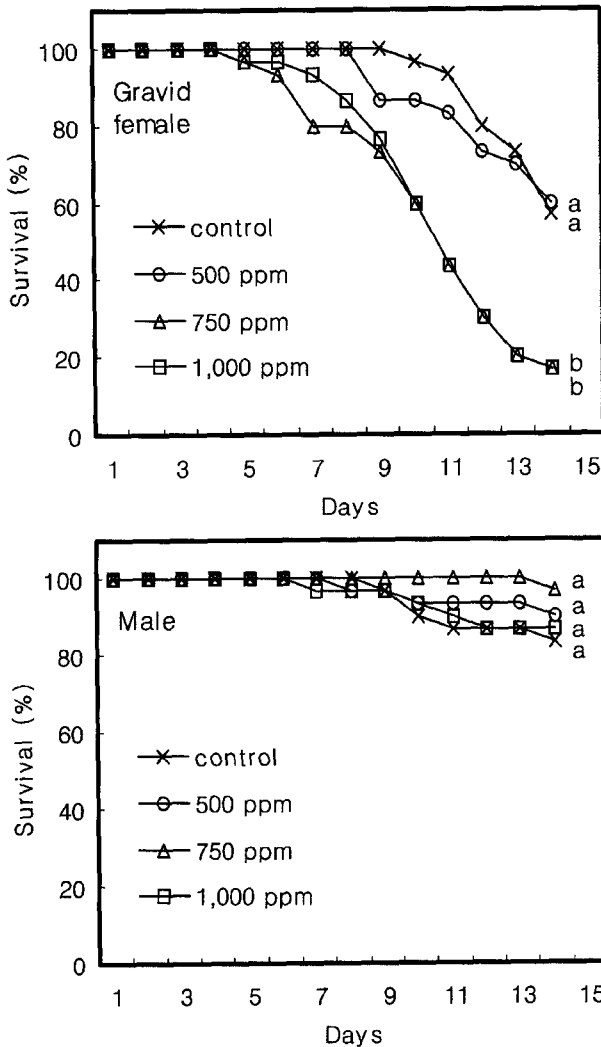 100
80
60
40
20
0
Survival (%)
Gravid
female
control
500 ppm
750 ppm
1,000 ppm
a
a
b
b
1 3 5 7 9 11 13 15
Days
100
80
60
40
20
0
Survival (%)
Male
control
500 ppm
750 ppm
1,000 ppm
a
a
a
a
1 3 5 7 9 11 13 15
Days